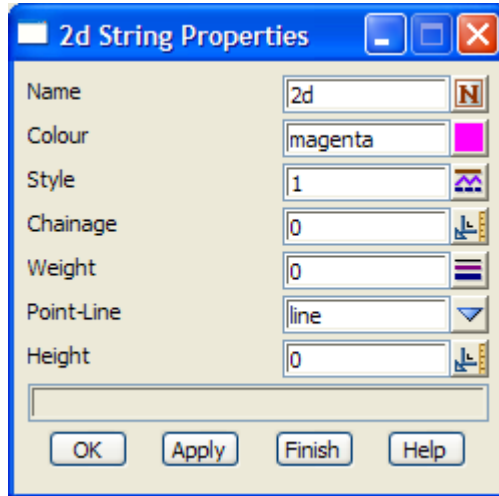 2d String Properties
Name 2d N
Colour magenta
Style 1
Chainage 0
Weight 0
Point-Line line
Height 0
OK Apply Finish Help